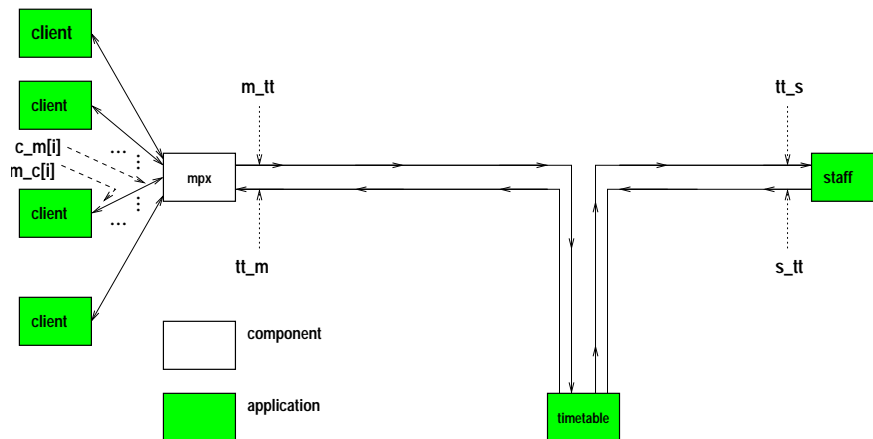 client
client
m_tt
tt_s
c_m[i]
m_c[i]
...
...
mpx
staff
client
...
...
tt_m
s_tt
client
component
application
timetable